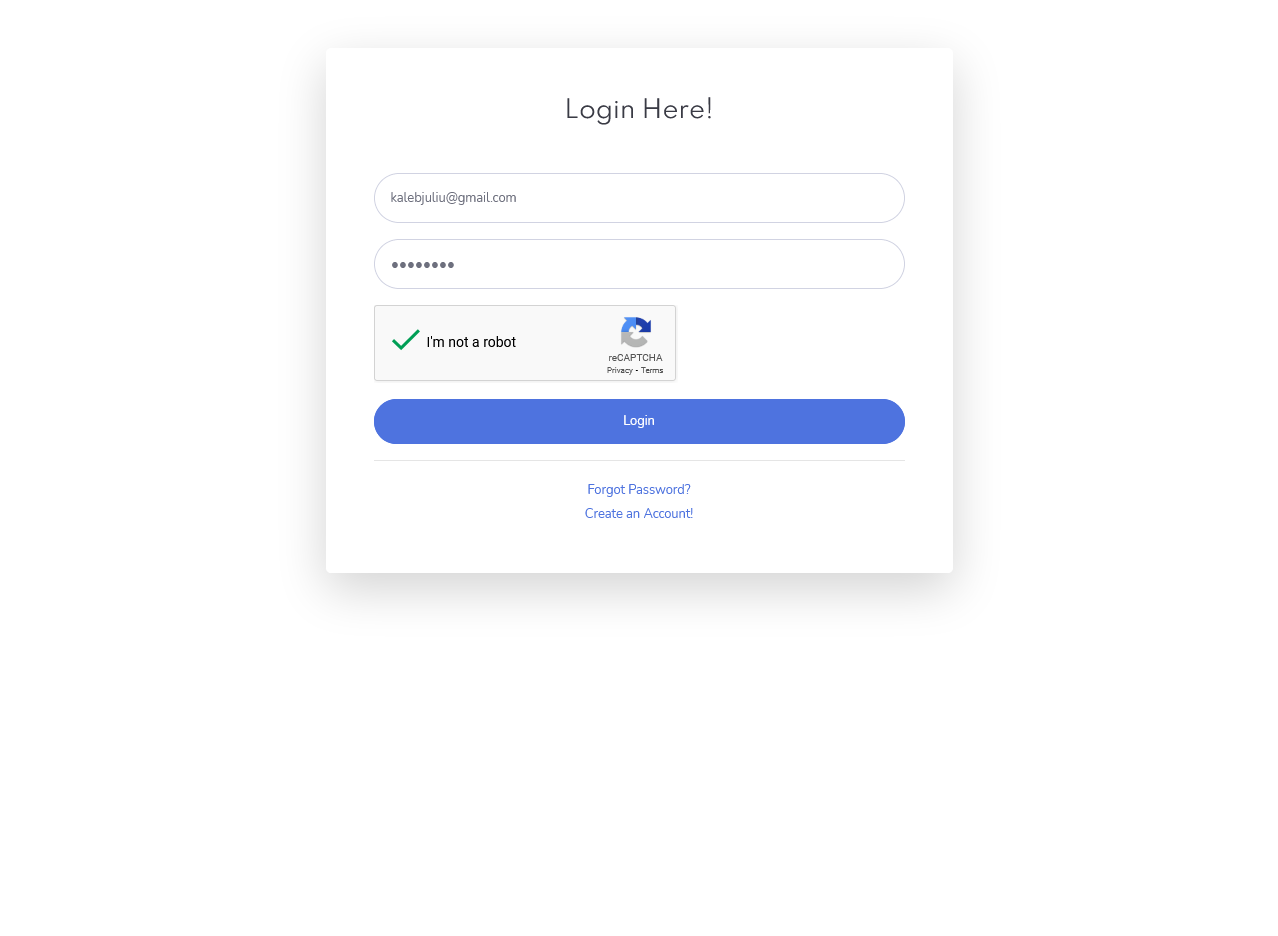 Login Here!
kalebjuliu@gmail.com
••••••••
I'm not a robot
reCAPTCHA
Privacy - Terms
Login
Forgot Password?
Create an Account!